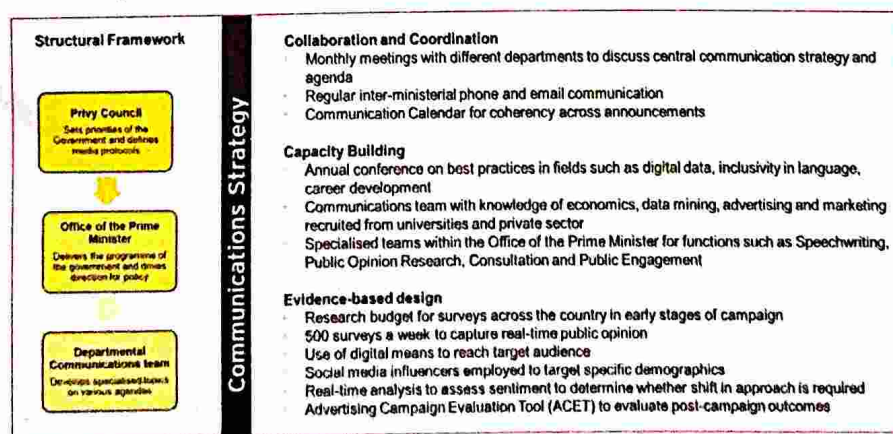 Structural Framework
Privy Council
Sets priorities of the
Government and defines
media protocols
Office of the Prime
Minister
Delivers the programme of
the government and drives
direction for policy
Departmental
Communications team
Develops specialised topics
on various agendas
Communications Strategy
Collaboration and Coordination
Monthly meetings with different departments to discuss central communication strategy and
agenda
Regular inter-ministerial phone and email communication
Communication Calendar for coherency across announcements
Capacity Building
Annual conference on best practices in fields such as digital data, inclusivity in language,
career development
Communications team with knowledge of economics, data mining, advertising and marketing
recruited from universities and private sector
Specialised teams within the Office of the Prime Minister for functions such as Speechwriting,
Public Opinion Research, Consultation and Public Engagement
Evidence-based design
Research budget for surveys across the country in early stages of campaign
500 surveys a week to capture real-time public opinion
Use of digital means to reach target audience
Social media influencers employed to target specific demographics
Real-time analysis to assess sentiment to determine whether shift in approach is required
Advertising Campaign Evaluation Tool (ACET) to evaluate post-campaign outcomes